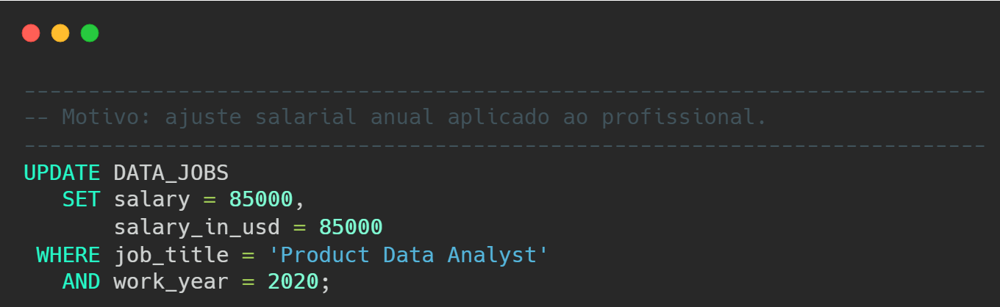 ---------------------------------------------------------------------------
-- Motivo: ajuste salarial anual aplicado ao profissional.
---------------------------------------------------------------------------
UPDATE DATA_JOBS
   SET salary = 85000,
       salary_in_usd = 85000
 WHERE job_title = 'Product Data Analyst'
   AND work_year = 2020;